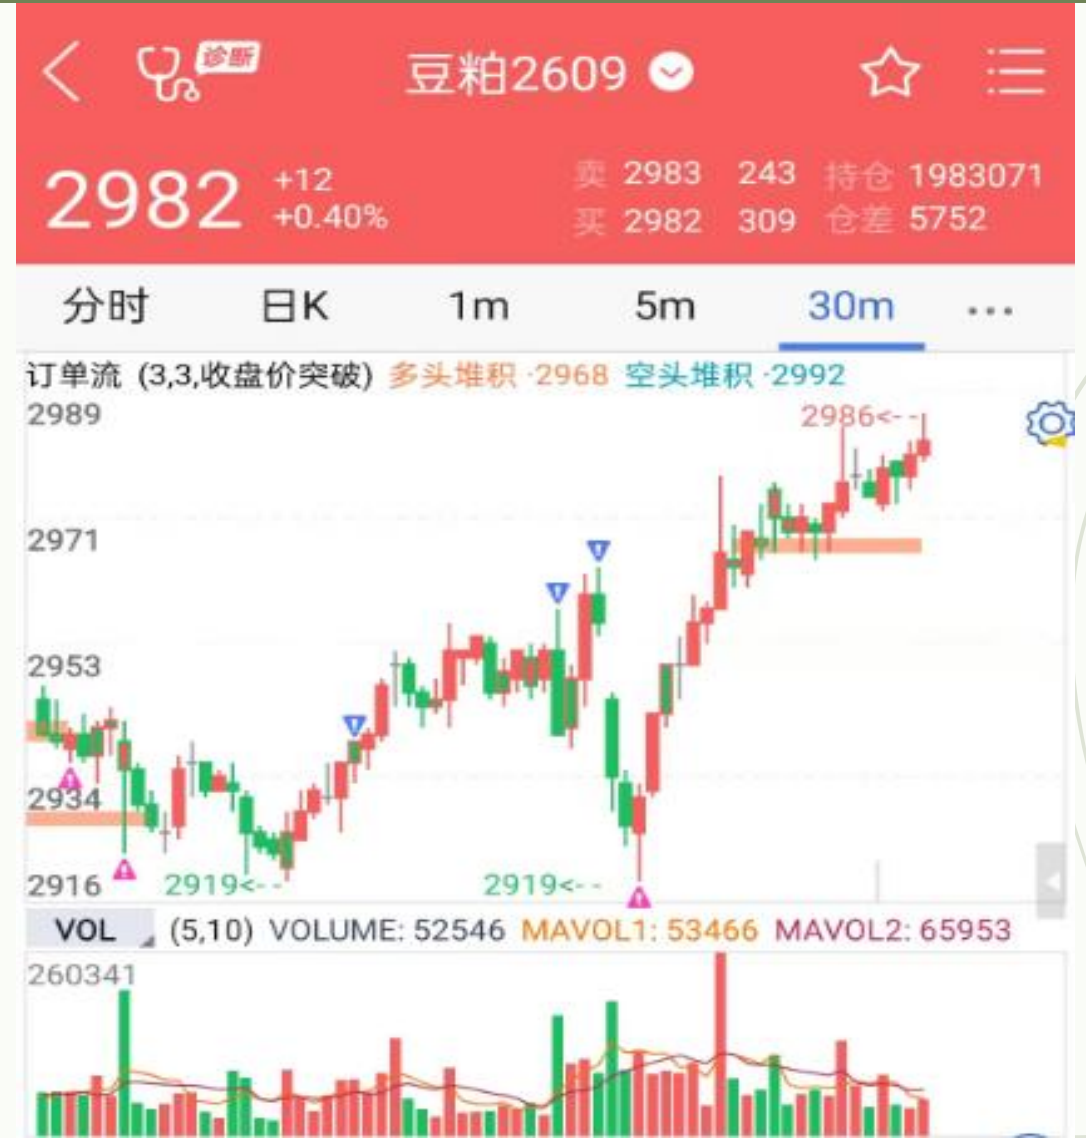 诊断
豆粕2609
2982 +12 卖 2983 243 持仓 1983071
+0.40% 买 2982 309 仓差 5752
分时 日K 1m 5m 30m ...
订单流 (3,3,收盘价突破) 多头堆积 ·2968 空头堆积 ·2992
2989
2986<--
2971
2953
2934
2916 2919<-- 2919<--
VOL (5,10) VOLUME: 52546 MAVOL1: 53466 MAVOL2: 65953
260341